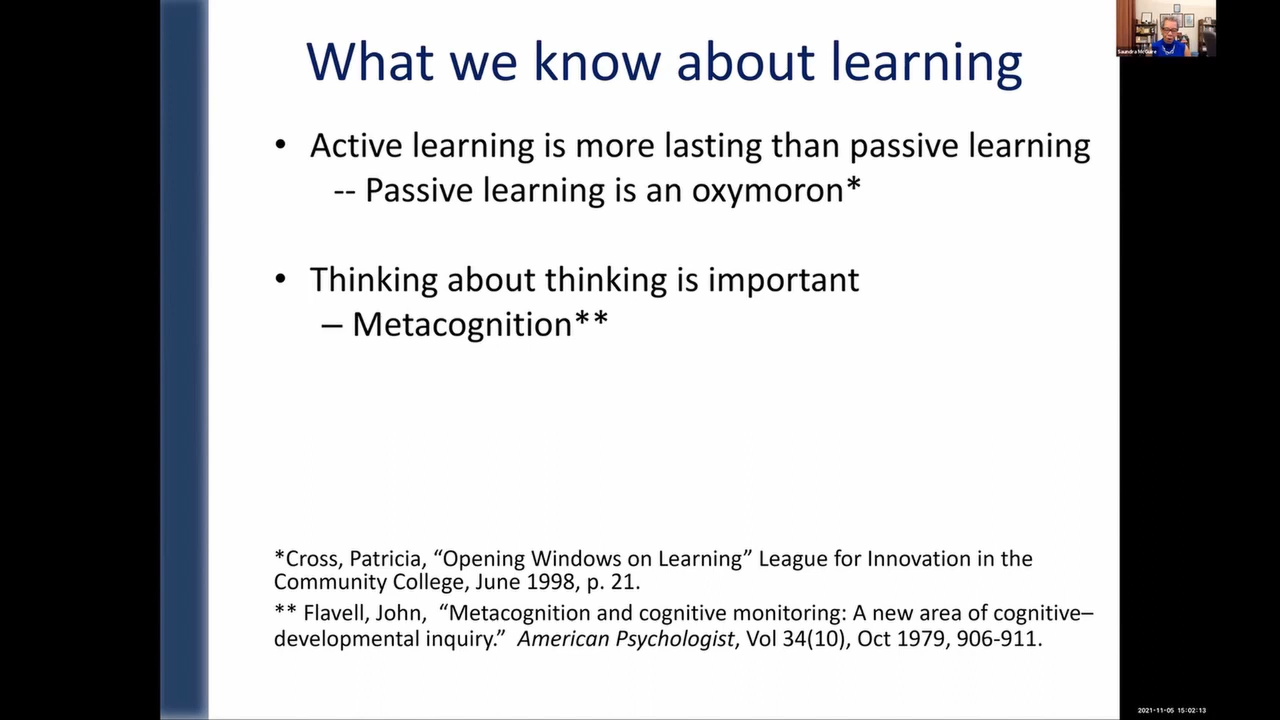 What we know about learning
• Active learning is more lasting than passive learning
-- Passive learning is an oxymoron*
• Thinking about thinking is important
– Metacognition**
*Cross, Patricia, “Opening Windows on Learning” League for Innovation in the
Community College, June 1998, p. 21.
** Flavell, John,  “Metacognition and cognitive monitoring: A new area of cognitive–
developmental inquiry.”  American Psychologist, Vol 34(10), Oct 1979, 906-911.
Saundra McGuire
2021-11-05 15:02:13